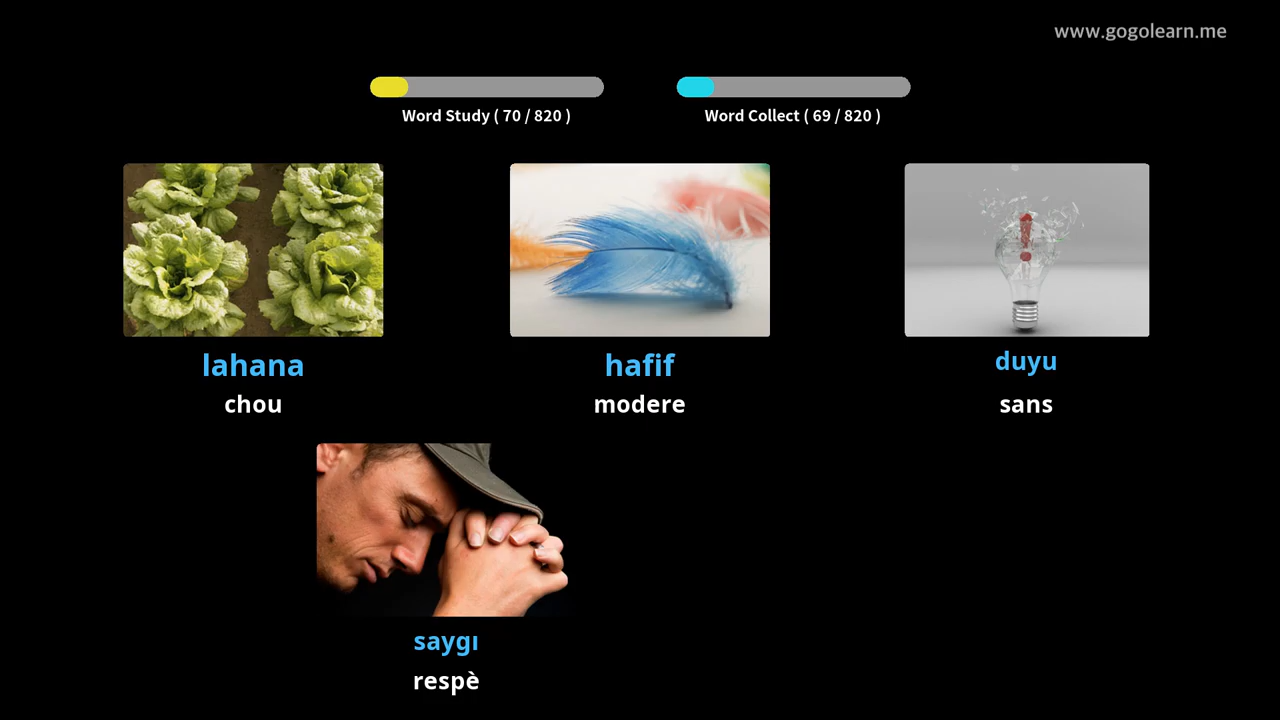 www.gogolearn.me
Word Study ( 70 / 820 )
Word Collect ( 69 / 820 )
lahana
chou
hafif
modere
duyu
sans
saygı
respè